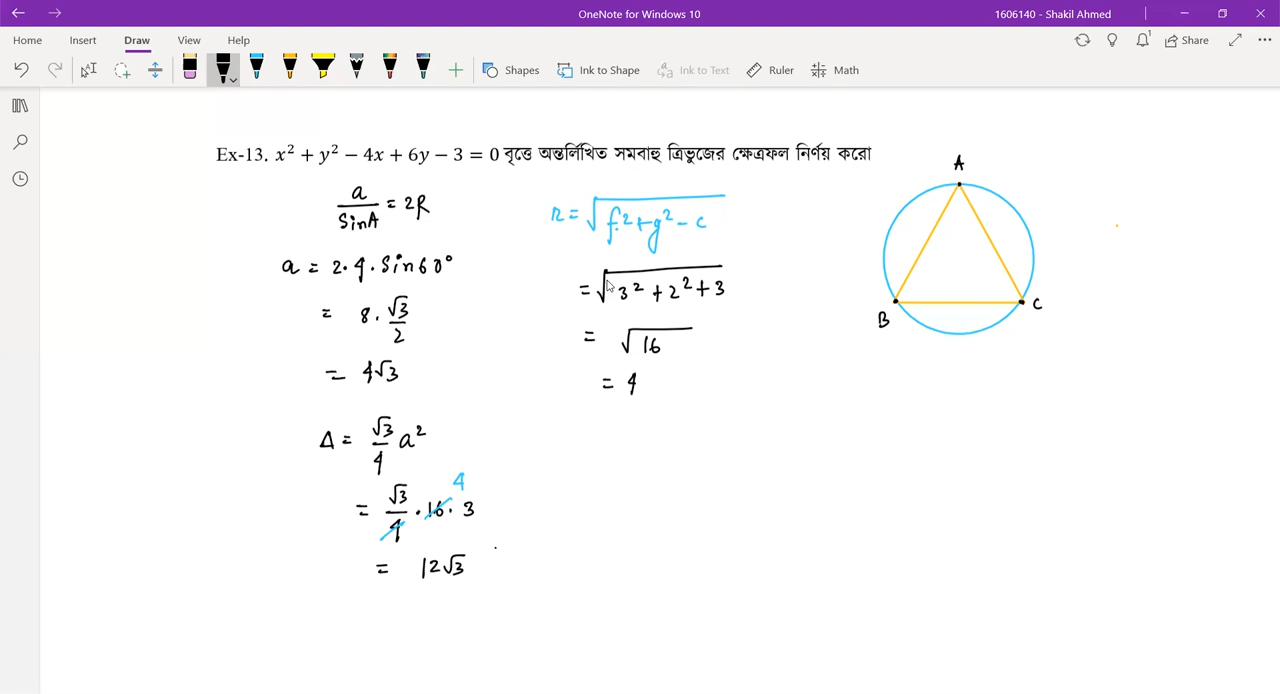 OneNote for Windows 10
1606140 - Shakil Ahmed
Home Insert Draw View Help
Share
Shapes Ink to Shape Ink to Text Ruler Math
Ex-13. x² + y² − 4x + 6y − 3 = 0 বৃত্তে অন্তর্লিখিত সমবাহু ত্রিভুজের ক্ষেত্রফল নির্ণয় করো
a/SinA = 2R
a = 2·4·Sin60°
= 8·√3/2
= 4√3
Δ = √3/4 a²
= √3/4 · 16 · 3
4
= 12√3
r = √(f² + g² − c
= √(3² + 2² + 3
= √16
= 4
A
B
C